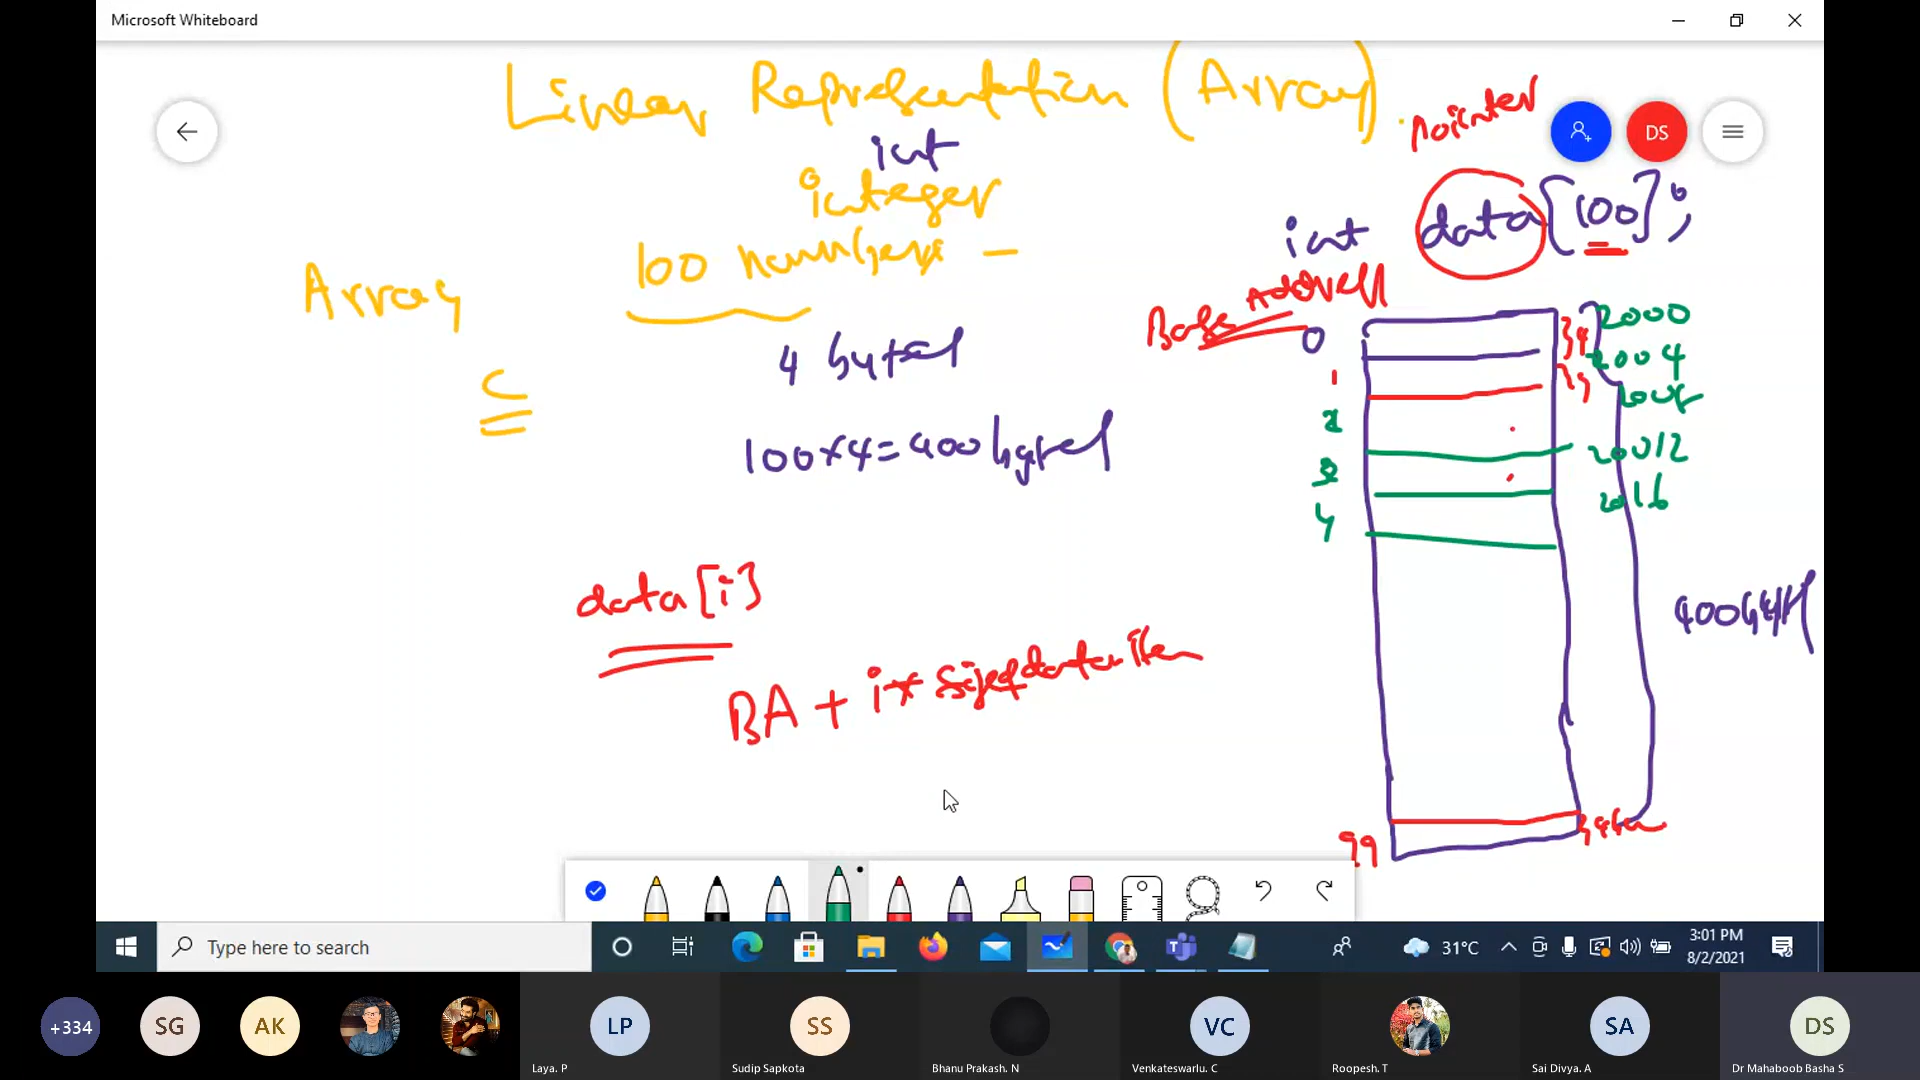 Microsoft Whiteboard
Linear Representation (Array).
pointer
DS
int
integer
int data[100];
100 numbers -
Array
Base Address
0
34
2000
4 bytes
2004
1
C
2
100*4=400 bytes
20012
3
2016
4
data[i]
400 bytes
BA + i* size of data item
99
Type here to search
31°C
3:01 PM
8/2/2021
+334
SG
AK
LP
SS
VC
SA
DS
Laya. P
Sudip Sapkota
Bhanu Prakash. N
Venkateswarlu. C
Roopesh. T
Sai Divya. A
Dr Mahaboob Basha S